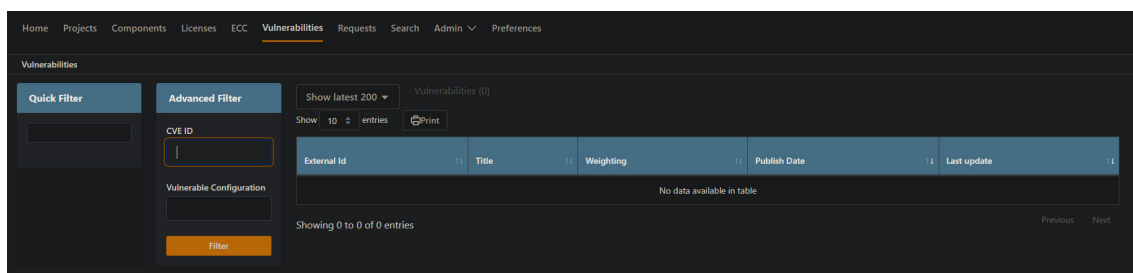 Home Projects Components Licenses ECC Vulnerabilities Requests Search Admin Preferences
Vulnerabilities
Quick Filter
Advanced Filter
CVE ID
Vulnerable Configuration
Filter
Show latest 200 Vulnerabilities (0)
Show 10 entries Print
External Id Title Weighting Publish Date Last update
No data available in table
Showing 0 to 0 of 0 entries
Previous Next